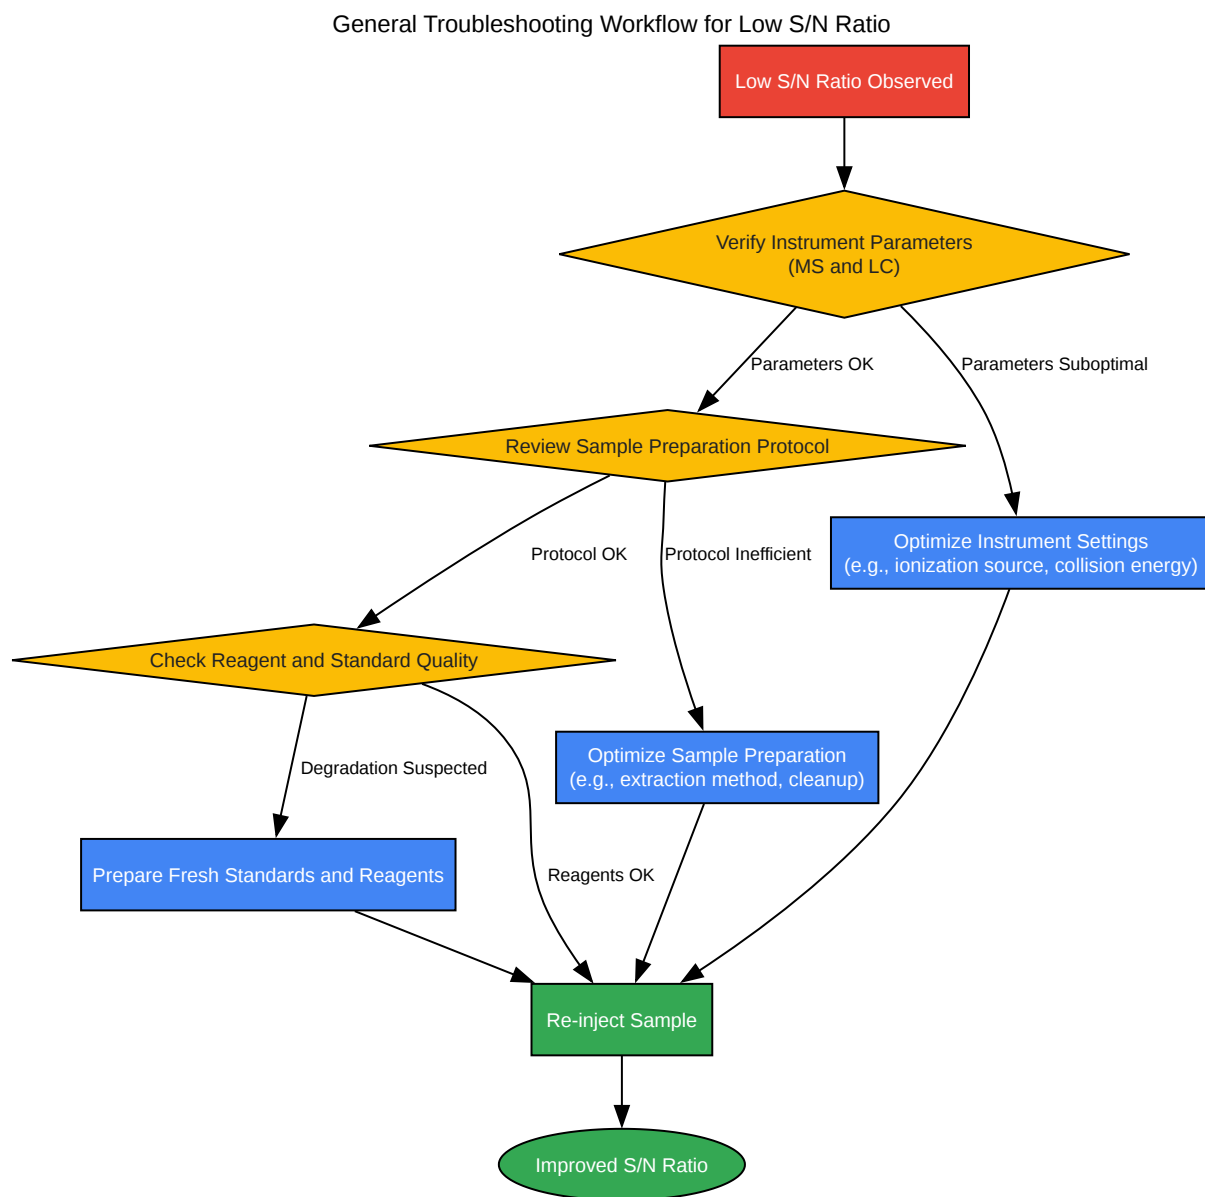 General Troubleshooting Workflow for Low S/N Ratio
Low S/N Ratio Observed
Verify Instrument Parameters
(MS and LC)
Parameters OK
Parameters Suboptimal
Review Sample Preparation Protocol
Optimize Instrument Settings
(e.g., ionization source, collision energy)
Protocol OK
Protocol Inefficient
Check Reagent and Standard Quality
Optimize Sample Preparation
(e.g., extraction method, cleanup)
Degradation Suspected
Prepare Fresh Standards and Reagents
Reagents OK
Re-inject Sample
Improved S/N Ratio